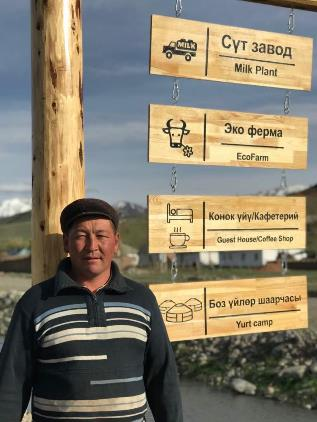 MILK
Сүт завод
Milk Plant
Эко ферма
EcoFarm
Конок үйү/Кафетерий
Guest House/Coffee Shop
Боз үйлөр шаарчасы
Yurt camp